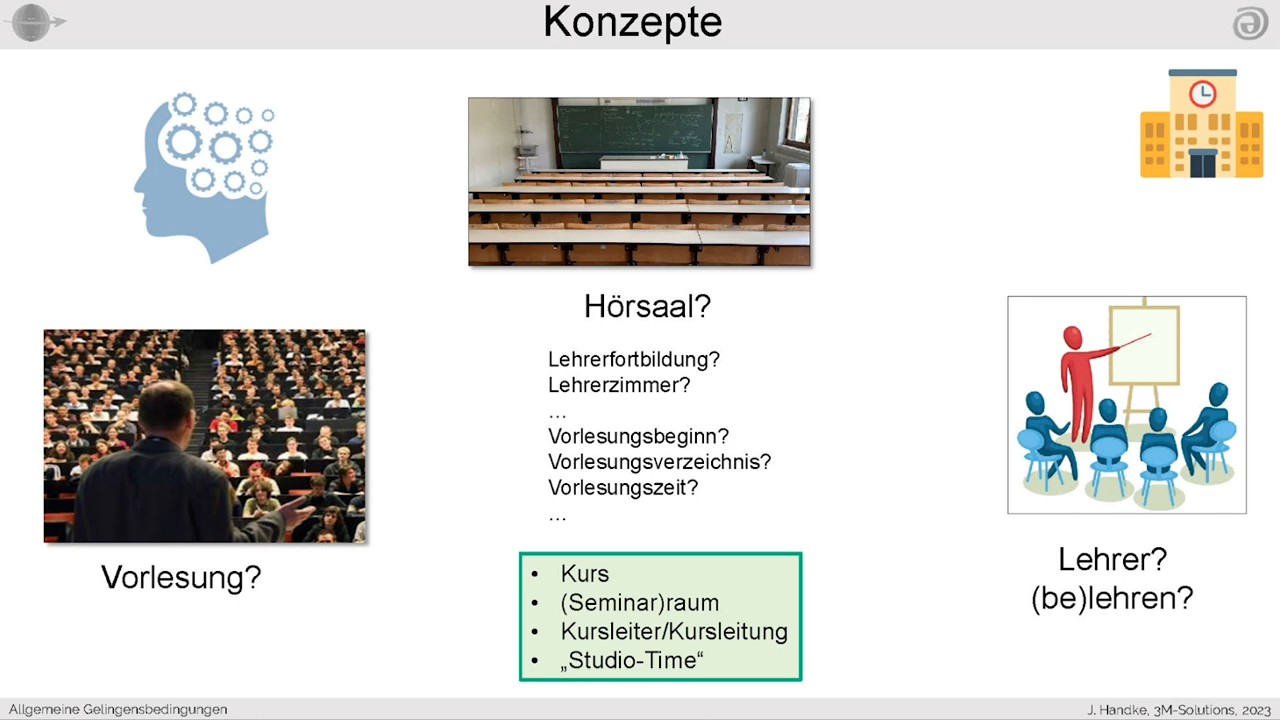 Konzepte
Hörsaal?
Lehrerfortbildung?
Lehrerzimmer?
...
Vorlesungsbeginn?
Vorlesungsverzeichnis?
Vorlesungszeit?
...
Vorlesung?
Lehrer?
(be)lehren?
• Kurs
• (Seminar)raum
• Kursleiter/Kursleitung
• „Studio-Time“
Allgemeine Gelingensbedingungen
J. Handke, 3M-Solutions, 2023